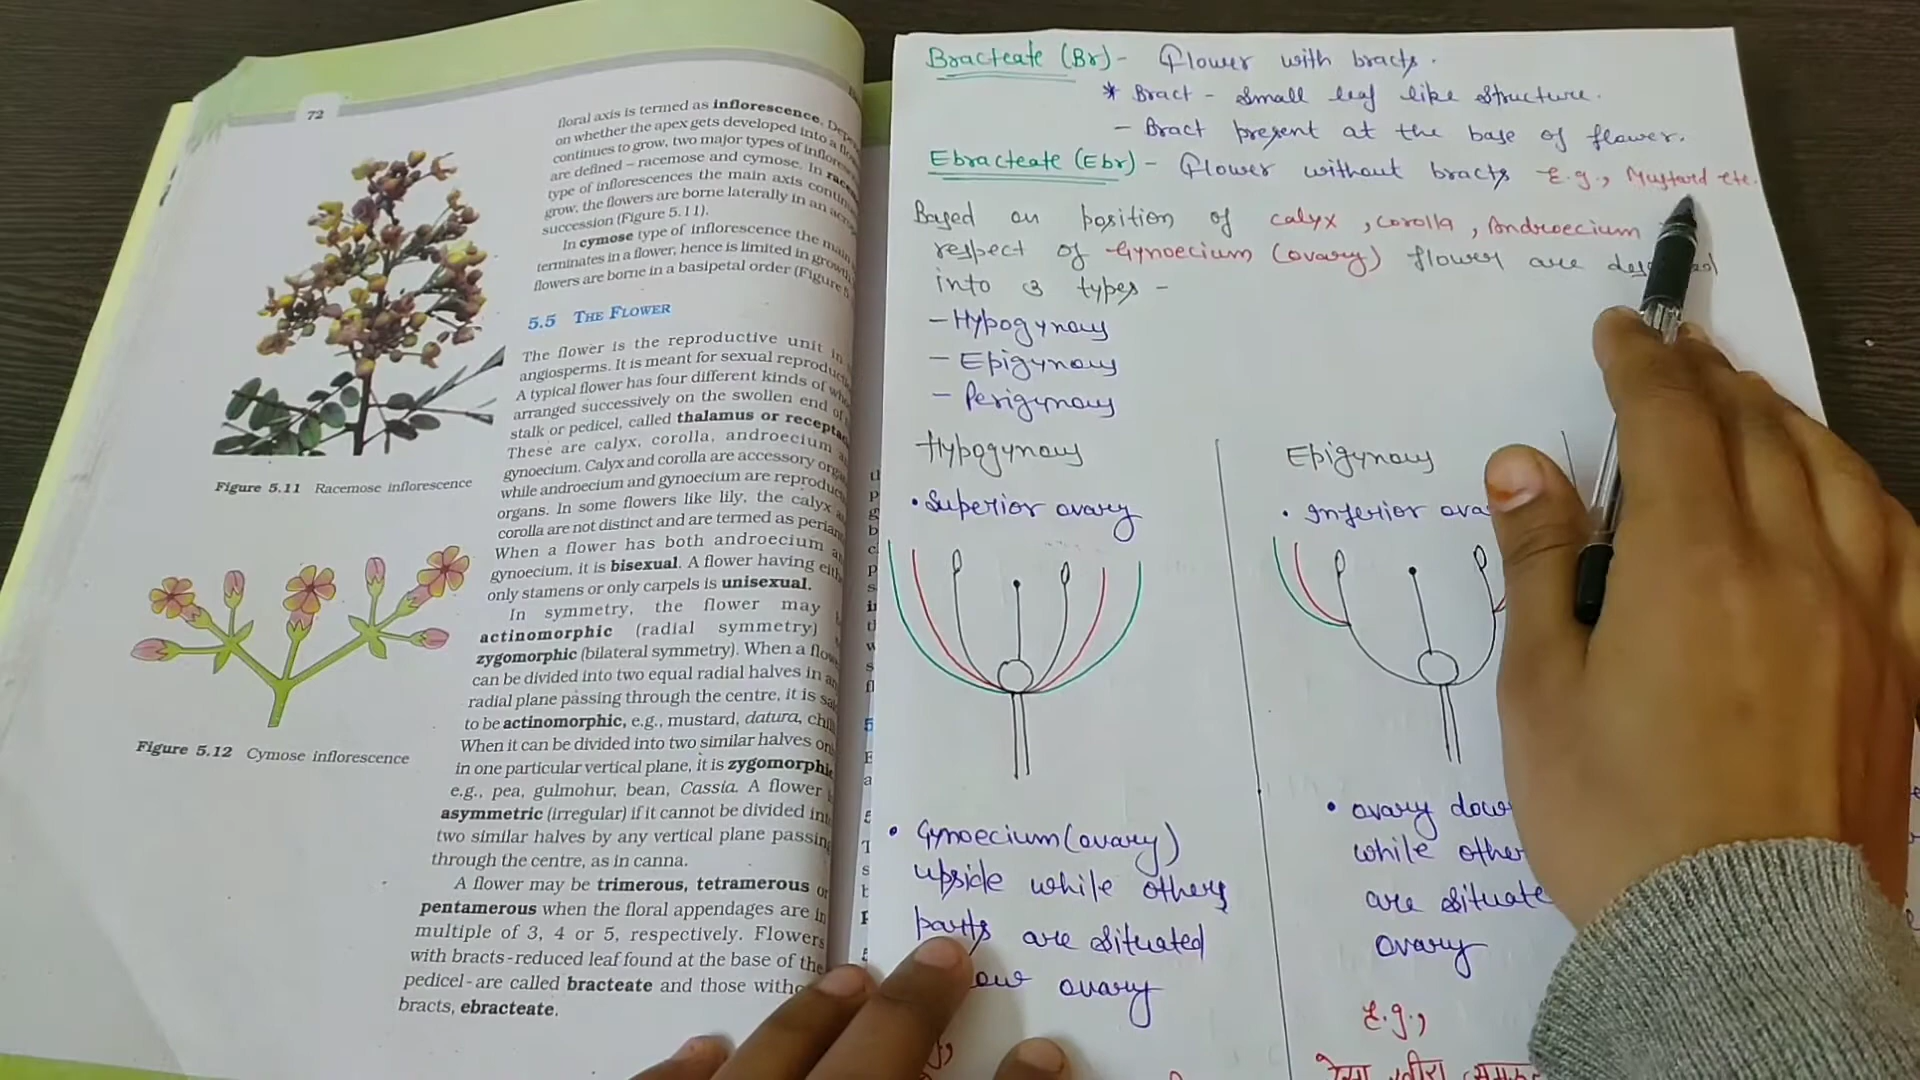 72
floral axis is termed as inflorescence.
on whether the apex gets developed into a
continues to grow, two major types of
are defined – racemose and cymose. In
type of inflorescences the main axis
grow, the flowers are borne laterally in an
succession (Figure 5.11).
In cymose type of inflorescence the main
terminates in a flower, hence is limited in growth.
flowers are borne in a basipetal order (Figure
5.5 THE FLOWER
The flower is the reproductive unit in
angiosperms. It is meant for sexual
A typical flower has four different kinds of
arranged successively on the swollen end of
stalk or pedicel, called thalamus or
These are calyx, corolla, androecium
gynoecium. Calyx and corolla are accessory
while androecium and gynoecium are
organs. In some flowers like lily, the calyx
corolla are not distinct and are termed as
When a flower has both androecium
gynoecium, it is bisexual. A flower having
only stamens or only carpels is unisexual.
In symmetry, the flower may
actinomorphic (radial symmetry)
zygomorphic (bilateral symmetry). When a
can be divided into two equal radial halves in
radial plane passing through the centre, it is
to be actinomorphic, e.g., mustard, datura,
When it can be divided into two similar halves
in one particular vertical plane, it is zygomorphic
e.g., pea, gulmohur, bean, Cassia. A flower
asymmetric (irregular) if it cannot be divided
two similar halves by any vertical plane passing
through the centre, as in canna.
A flower may be trimerous, tetramerous or
pentamerous when the floral appendages are in
multiple of 3, 4 or 5, respectively. Flowers
with bracts-reduced leaf found at the base of the
pedicel- are called bracteate and those
bracts, ebracteate.
Figure 5.11 Racemose inflorescence
Figure 5.12 Cymose inflorescence
Bracteate (Br) - Flower with bracts.
* Bract - small leaf like structure.
- Bract present at the base of flower.
Ebracteate (Ebr) - Flower without bracts E.g., Mustard etc.
Based on position of calyx, corolla, Androecium
respect of Gynoecium (ovary) flower are
into 3 types -
- Hypogynous
- Epigynous
- Perigynous
Hypogynous
• Superior ovary
• Gynoecium (ovary)
upside while others
parts are situated
ovary
Epigynous
• Inferior
• ovary
while
are
ovary
E.g.,